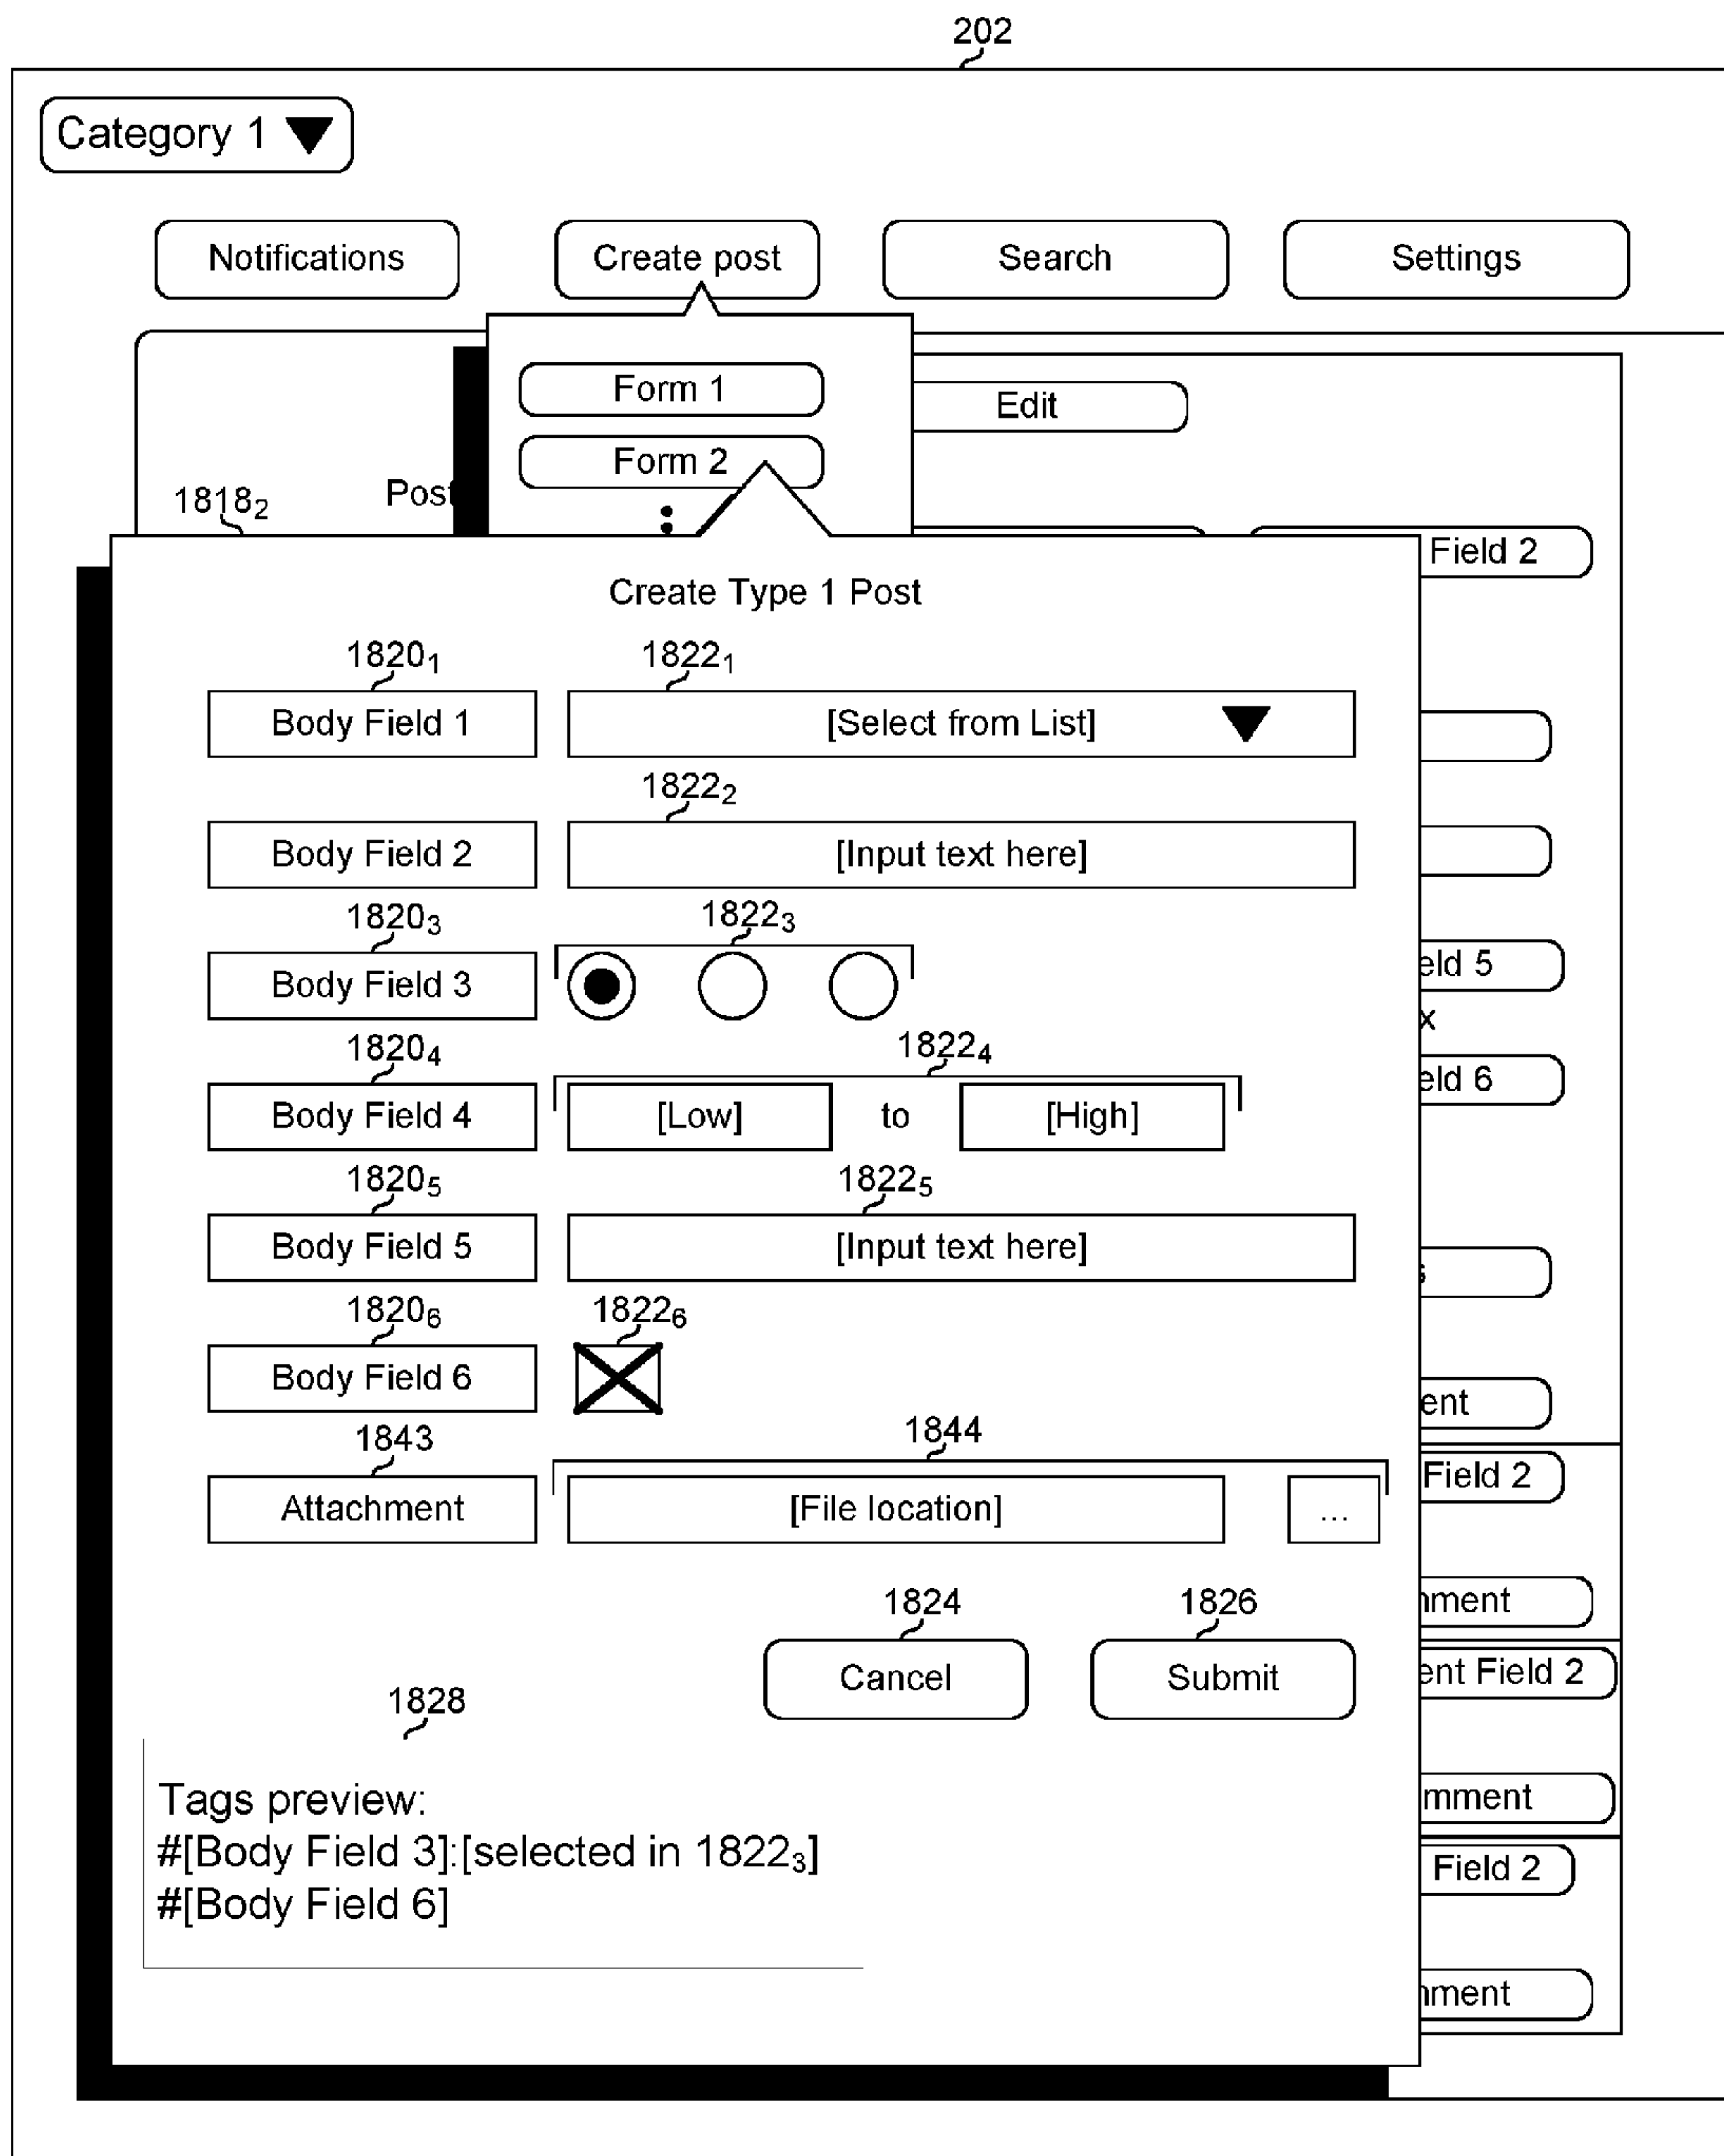 202
Category 1
Notifications Create post Search Settings
Form 1
Edit
Form 2
Post
1818₂
Field 2
Create Type 1 Post
1820₁ 1822₁
Body Field 1 [Select from List]
1822₂
Body Field 2 [Input text here]
1820₃ 1822₃
Body Field 3
eld 5
x
1820₄ 1822₄
eld 6
Body Field 4 [Low] to [High]
1820₅ 1822₅
Body Field 5 [Input text here]
s
1820₆ 1822₆
Body Field 6
ent
1843 1844
Field 2
Attachment [File location] ...
1824 1826
nment
Cancel Submit
ent Field 2
1828
Tags preview:
mment
#[Body Field 3]:[selected in 1822₃]
Field 2
#[Body Field 6]
nment